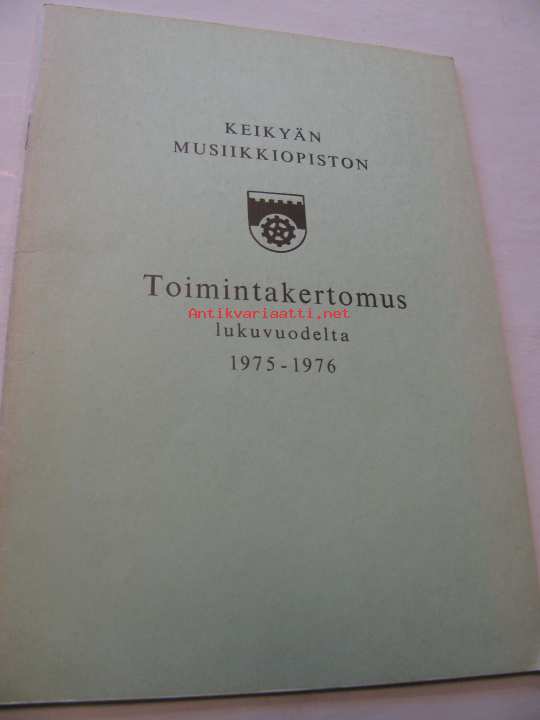 KEIKYÄN
MUSIIKKIOPISTON
Toimintakertomus
Antikvariaatti.net
lukuvuodelta
1975-1976